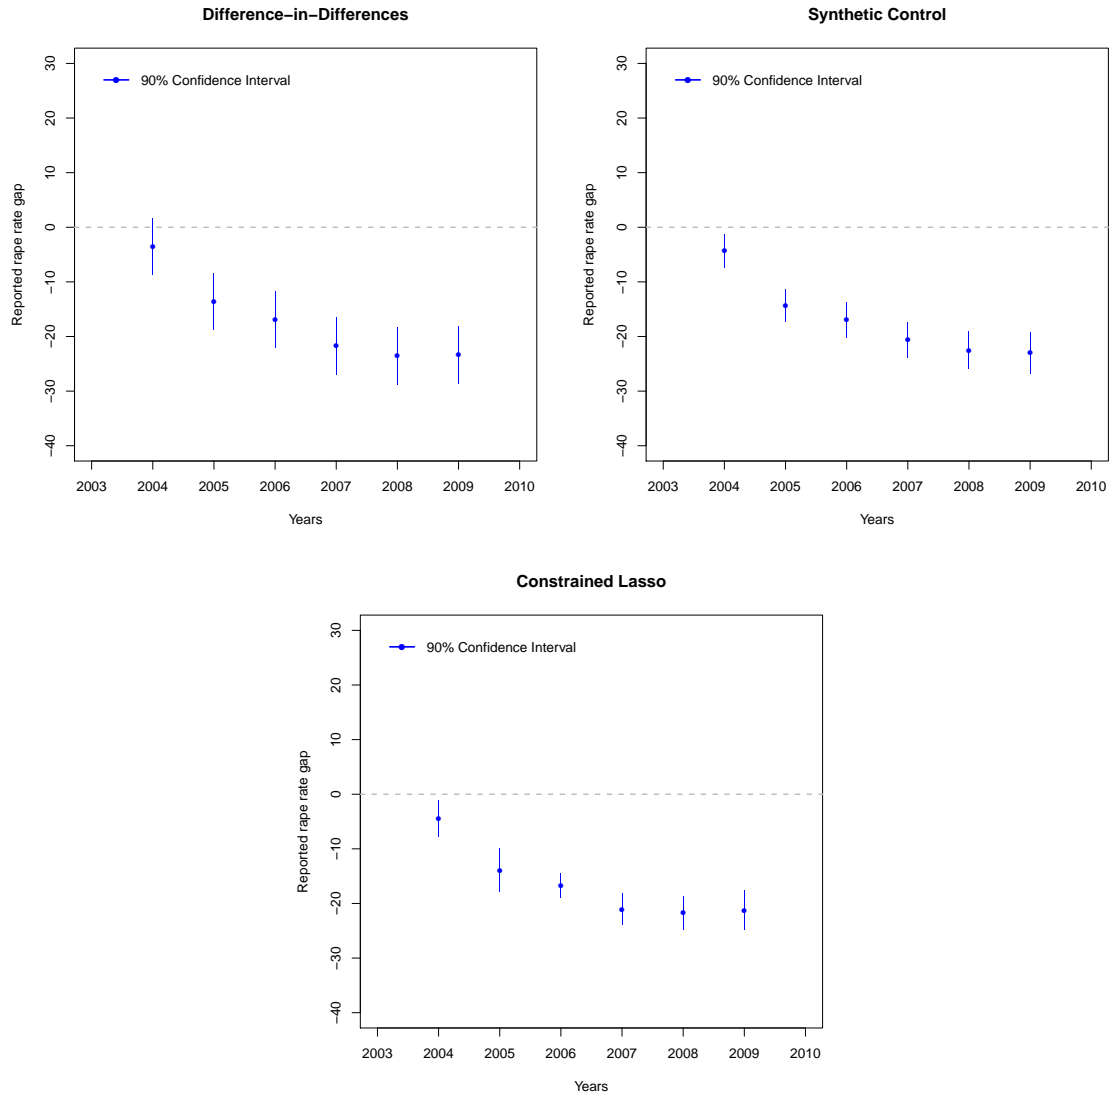 Difference−in−Differences
90% Confidence Interval
Reported rape rate gap
30
20
10
0
−10
−20
−30
−40
2003 2004 2005 2006 2007 2008 2009 2010
Years
Synthetic Control
90% Confidence Interval
Reported rape rate gap
30
20
10
0
−10
−20
−30
−40
2003 2004 2005 2006 2007 2008 2009 2010
Years
Constrained Lasso
90% Confidence Interval
Reported rape rate gap
30
20
10
0
−10
−20
−30
−40
2003 2004 2005 2006 2007 2008 2009 2010
Years